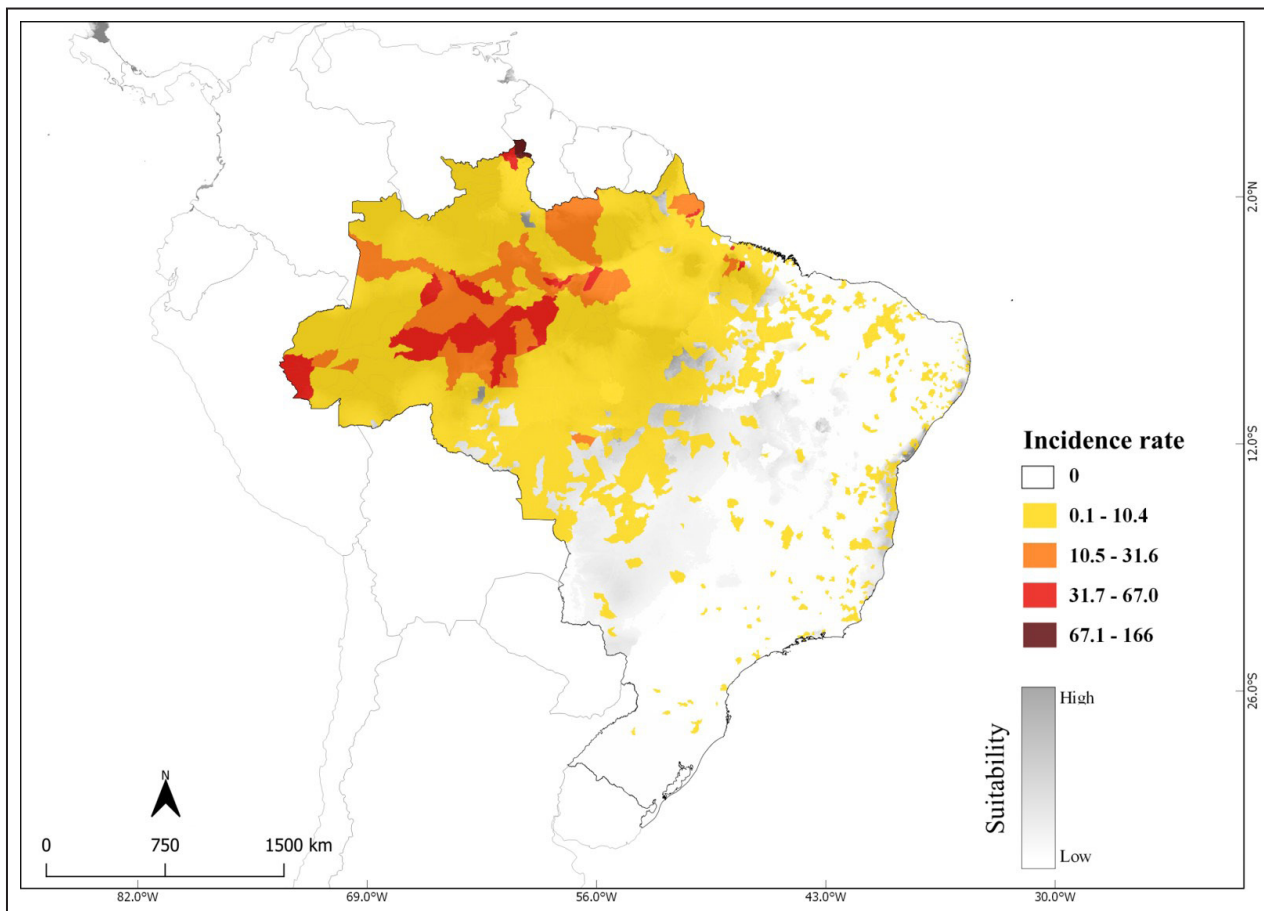 2.0°N
12.0°S
26.0°S
Incidence rate
0
0.1 - 10.4
10.5 - 31.6
31.7 - 67.0
67.1 - 166
Suitability
High
Low
N
0 750 1500 km
82.0°W 69.0°W 56.0°W 43.0°W 30.0°W